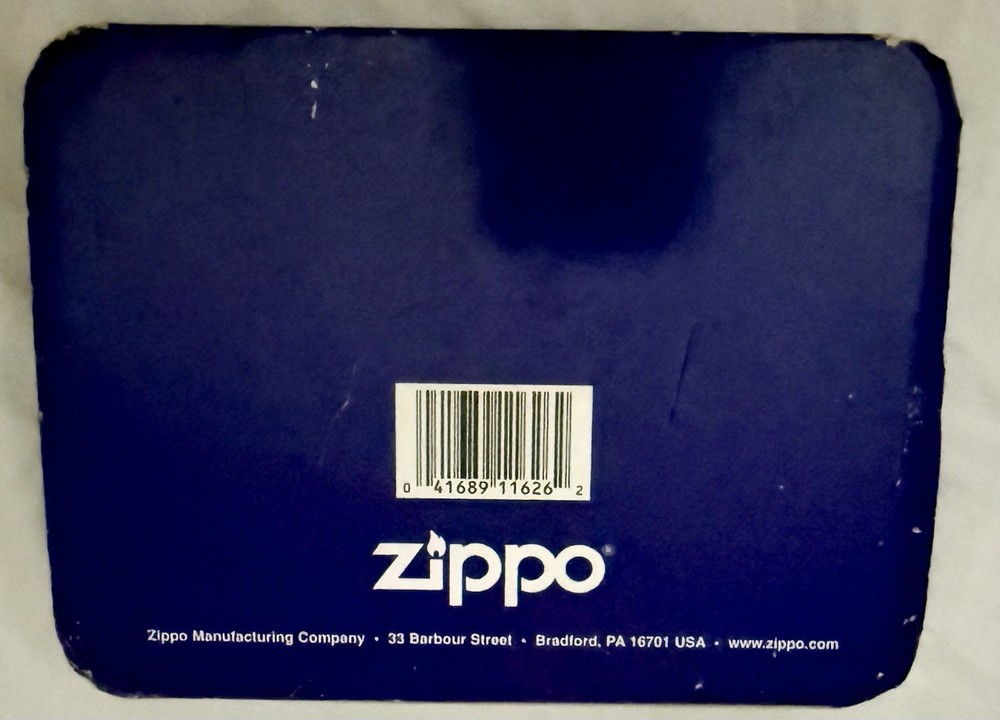 0 41689 11626 2
zippo®
Zippo Manufacturing Company • 33 Barbour Street • Bradford, PA 16701 USA • www.zippo.com